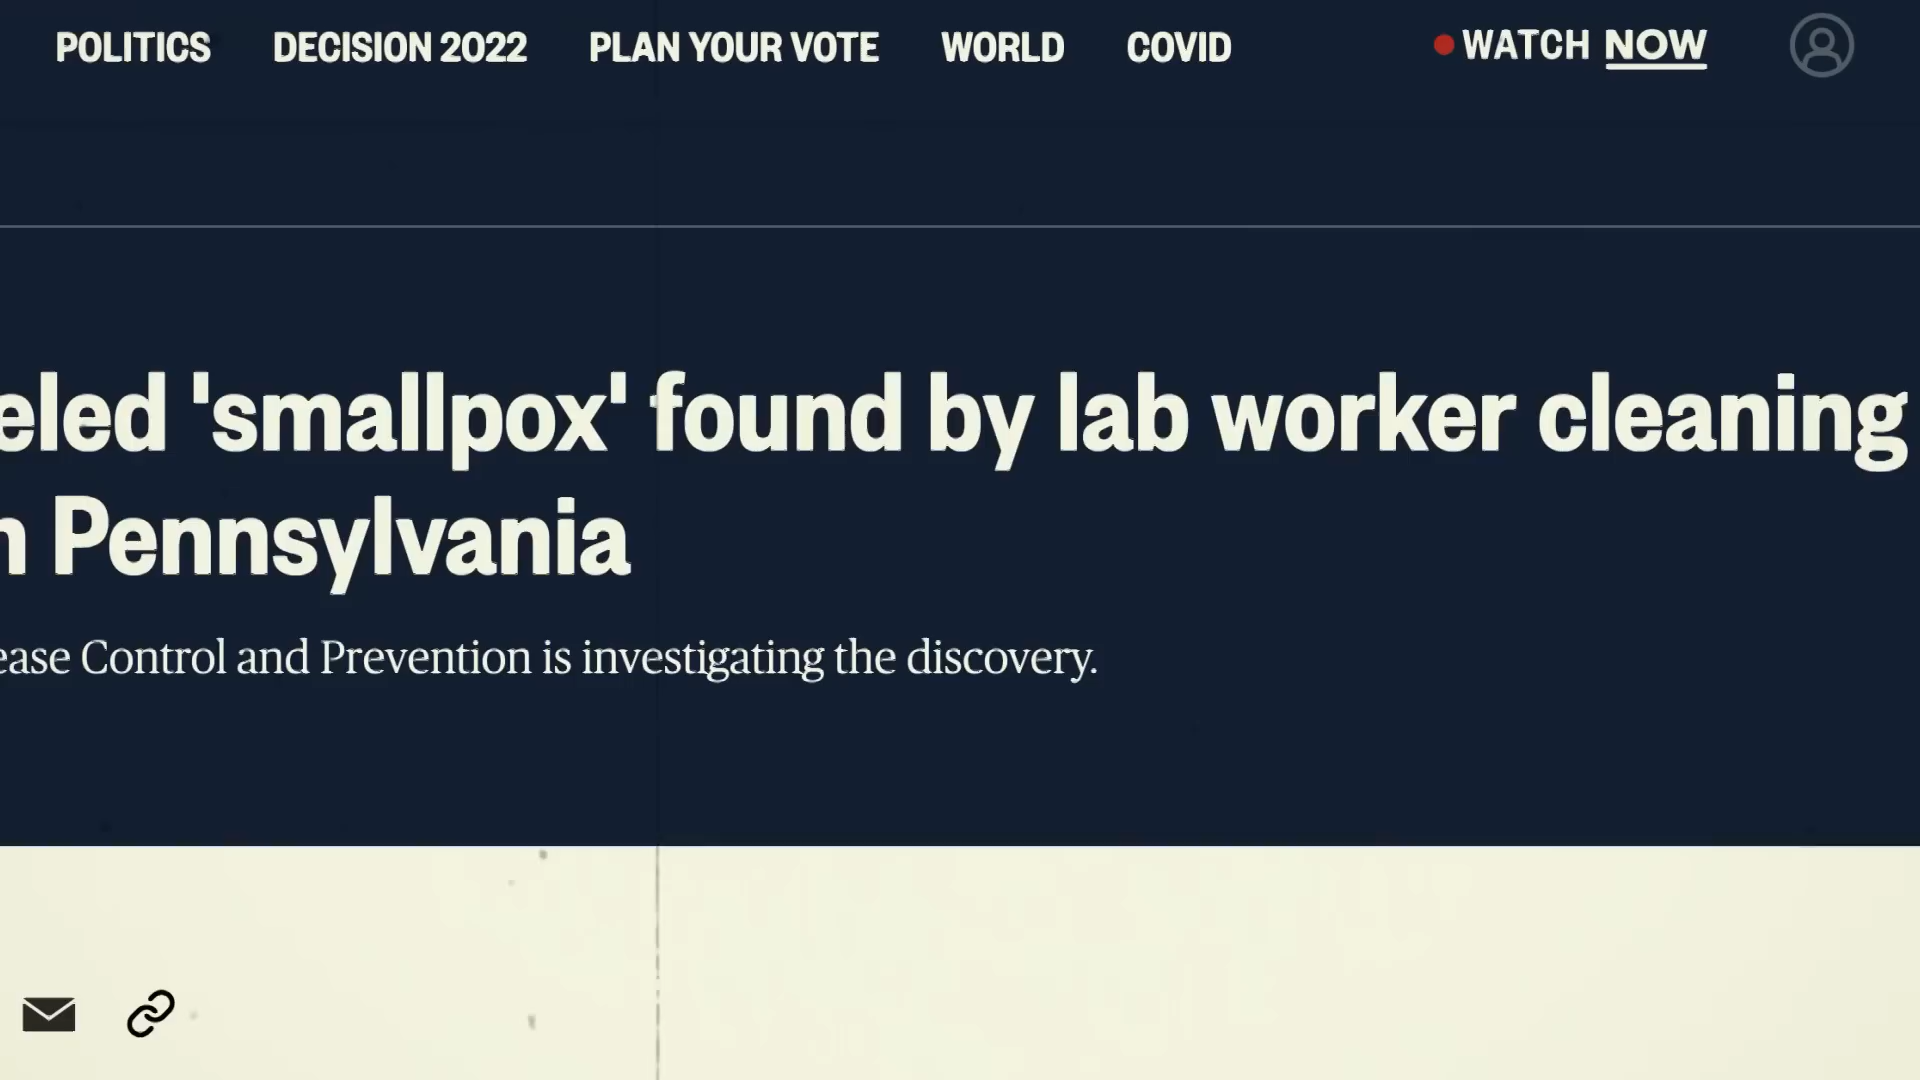 POLITICS DECISION 2022 PLAN YOUR VOTE WORLD COVID WATCH NOW
eled 'smallpox' found by lab worker cleaning
n Pennsylvania
ease Control and Prevention is investigating the discovery.